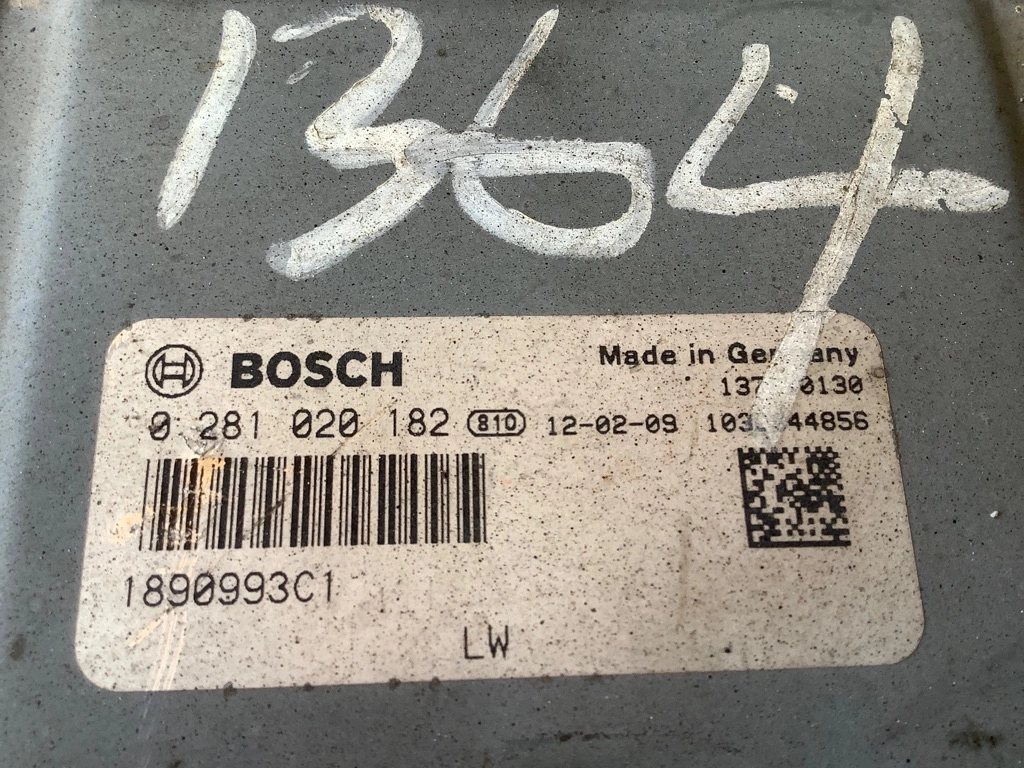 1364
BOSCH
Made in Germany
0 281 020 182 810 12-02-09
1890993C1
LW